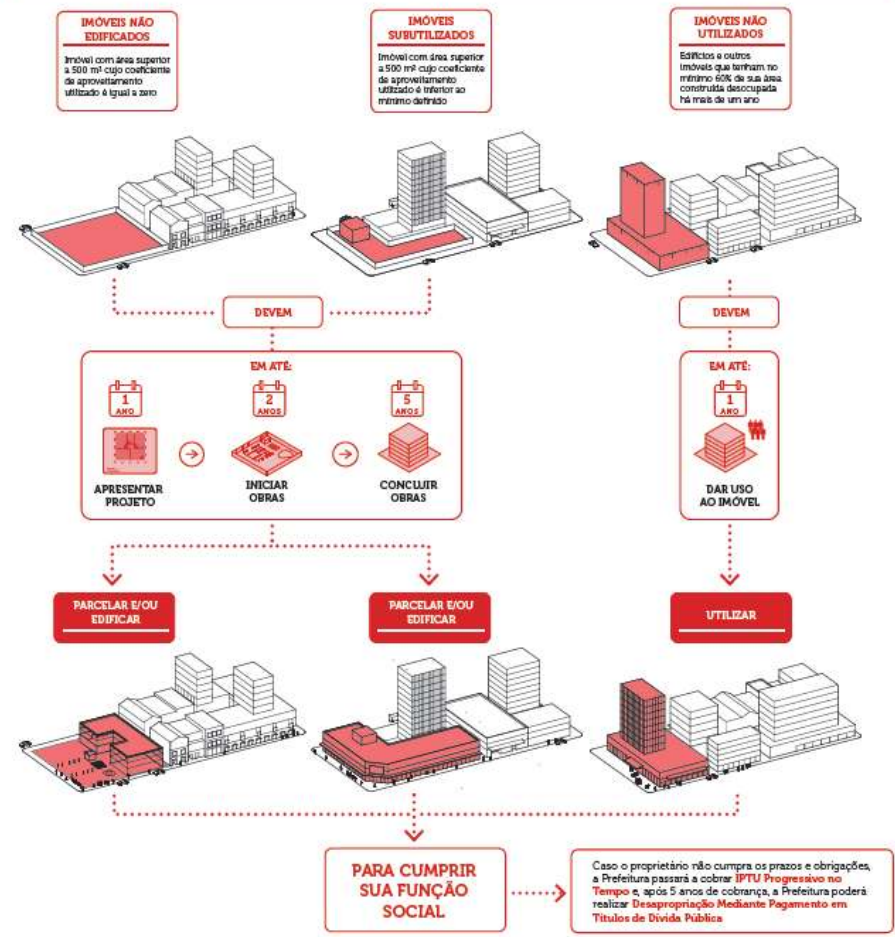 IMÓVEIS NÃO
EDIFICADOS
Imóvel com área superior
a 500 m² cujo coeficiente
de aproveitamento
utilizado é igual a zero
IMÓVEIS
SUBUTILIZADOS
Imóvel com área superior
a 500 m² cujo coeficiente
de aproveitamento
utilizado é inferior ao
mínimo definido
IMÓVEIS NÃO
UTILIZADOS
Edifícios e outros
imóveis que tenham no
mínimo 60% de sua área
construída desocupada
há mais de um ano
DEVEM
DEVEM
EM ATÉ:
1
ANO
2
ANOS
5
ANOS
APRESENTAR
PROJETO
INICIAR
OBRAS
CONCLUIR
OBRAS
EM ATÉ:
1
ANO
DAR USO
AO IMÓVEL
PARCELAR E/OU
EDIFICAR
PARCELAR E/OU
EDIFICAR
UTILIZAR
PARA CUMPRIR
SUA FUNÇÃO
SOCIAL
Caso o proprietário não cumpra os prazos e obrigações,
a Prefeitura passará a cobrar IPTU Progressivo no
Tempo e, após 5 anos de cobrança, a Prefeitura poderá
realizar Desapropriação Mediante Pagamento em
Títulos de Dívida Pública